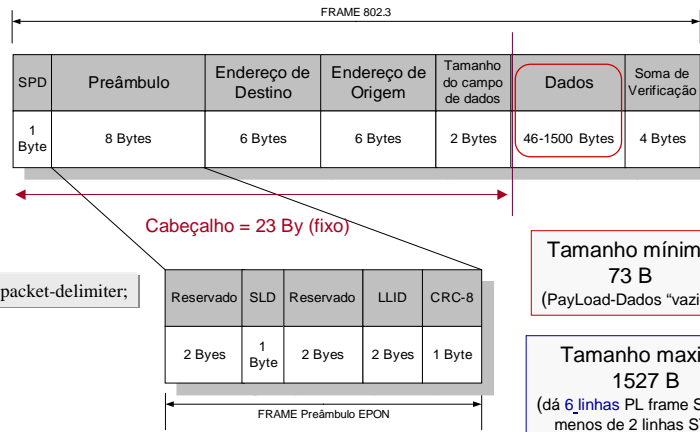 FRAME 802.3
SPD
Preâmbulo
Endereço de
Destino
Endereço de
Origem
Tamanho
do campo
de dados
Dados
Soma de
Verificação
1
Byte
8 Bytes
6 Bytes
6 Bytes
2 Bytes
46-1500 Bytes
4 Bytes
Cabeçalho = 23 By (fixo)
packet-delimiter;
Reservado
SLD
Reservado
LLID
CRC-8
2 Byes
1
Byte
2 Byes
2 Byes
1 Byte
FRAME Preâmbulo EPON
Tamanho mínim
73 B
(PayLoad-Dados “vazi
Tamanho maxi
1527 B
(dá 6 linhas PL frame S
menos de 2 linhas S